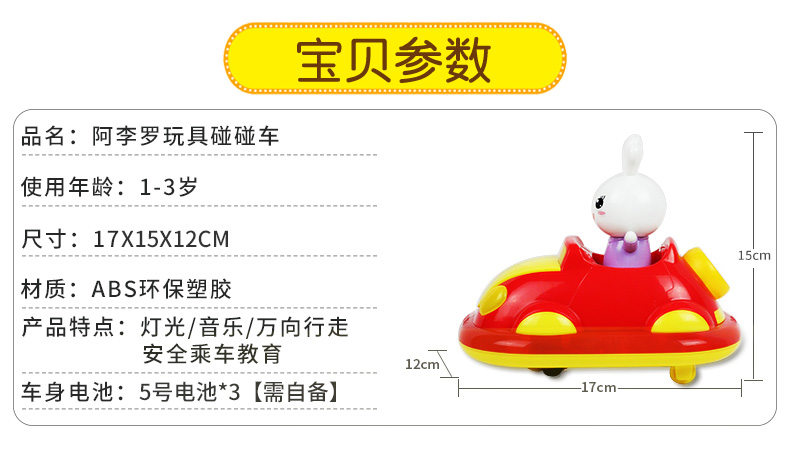 宝贝参数
品名：阿李罗玩具碰碰车
使用年龄：1-3岁
尺寸：17X15X12CM
材质：ABS环保塑胶
产品特点：灯光/音乐/万向行走
安全乘车教育
车身电池：5号电池*3【需自备】
15cm
12cm
17cm